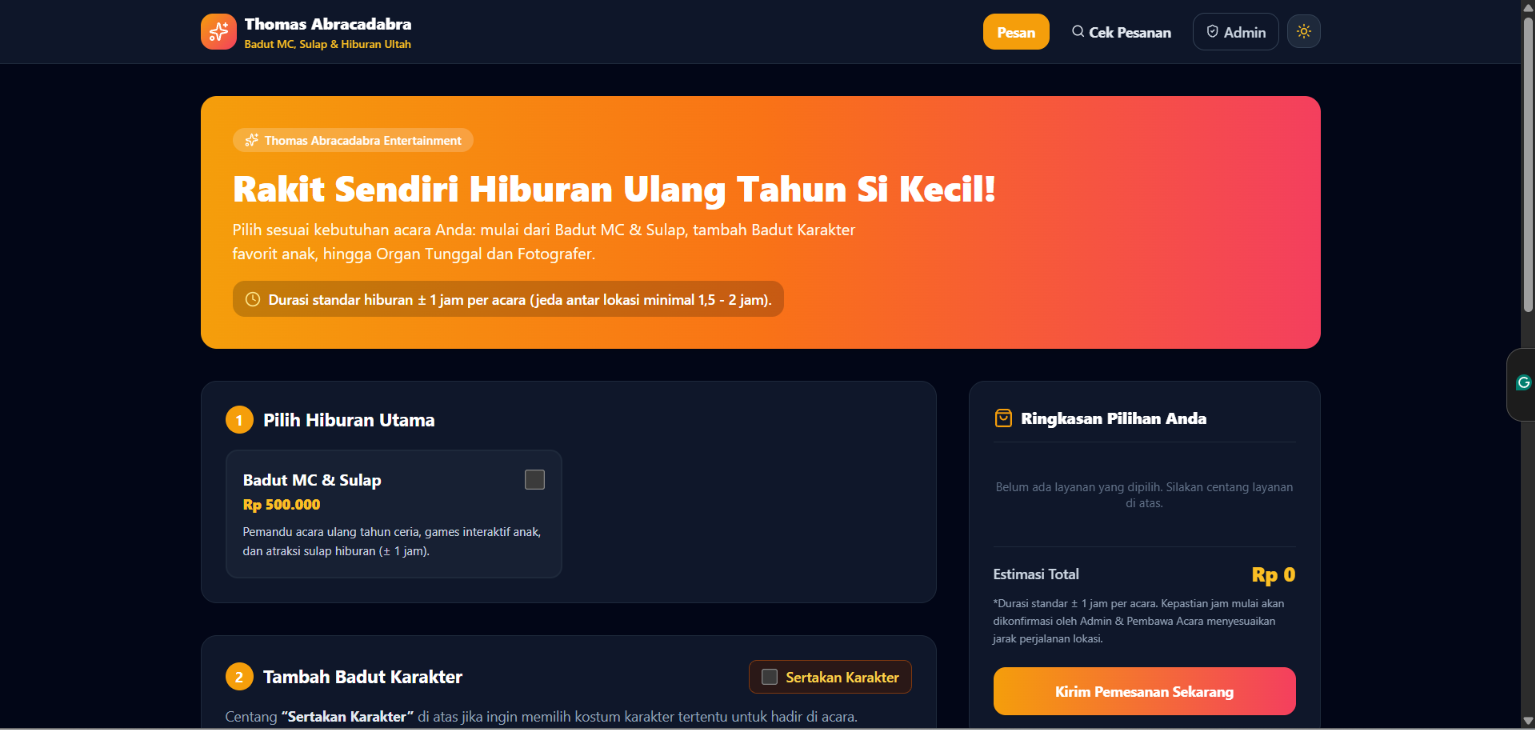 Thomas Abracadabra
Badut MC, Sulap & Hiburan Ultah
Pesan
Cek Pesanan
Admin
Thomas Abracadabra Entertainment
Rakit Sendiri Hiburan Ulang Tahun Si Kecil!
Pilih sesuai kebutuhan acara Anda: mulai dari Badut MC & Sulap, tambah Badut Karakter
favorit anak, hingga Organ Tunggal dan Fotografer.
Durasi standar hiburan ± 1 jam per acara (jeda antar lokasi minimal 1,5 - 2 jam).
1
Pilih Hiburan Utama
Badut MC & Sulap
Rp 500.000
Pemandu acara ulang tahun ceria, games interaktif anak,
dan atraksi sulap hiburan (± 1 jam).
2
Tambah Badut Karakter
Sertakan Karakter
Centang “Sertakan Karakter” di atas jika ingin memilih kostum karakter tertentu untuk hadir di acara.
Ringkasan Pilihan Anda
Belum ada layanan yang dipilih. Silakan centang layanan
di atas.
Estimasi Total
Rp 0
*Durasi standar ± 1 jam per acara. Kepastian jam mulai akan
dikonfirmasi oleh Admin & Pembawa Acara menyesuaikan
jarak perjalanan lokasi.
Kirim Pemesanan Sekarang